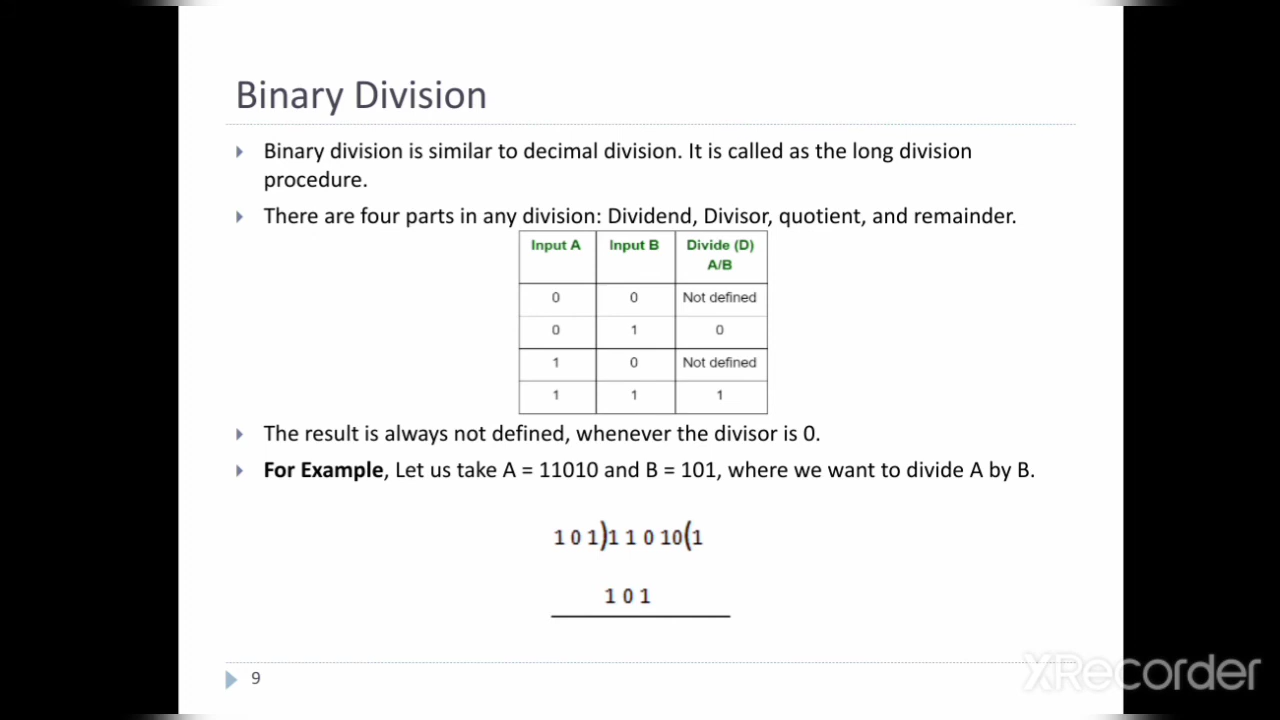 Binary Division
Binary division is similar to decimal division. It is called as the long division
procedure.
There are four parts in any division: Dividend, Divisor, quotient, and remainder.
Input A Input B Divide (D)
A/B
0 0 Not defined
0 1 0
1 0 Not defined
1 1 1
The result is always not defined, whenever the divisor is 0.
For Example, Let us take A = 11010 and B = 101, where we want to divide A by B.
1 0 1)1 1 0 10(1
1 0 1
9
XRecorder